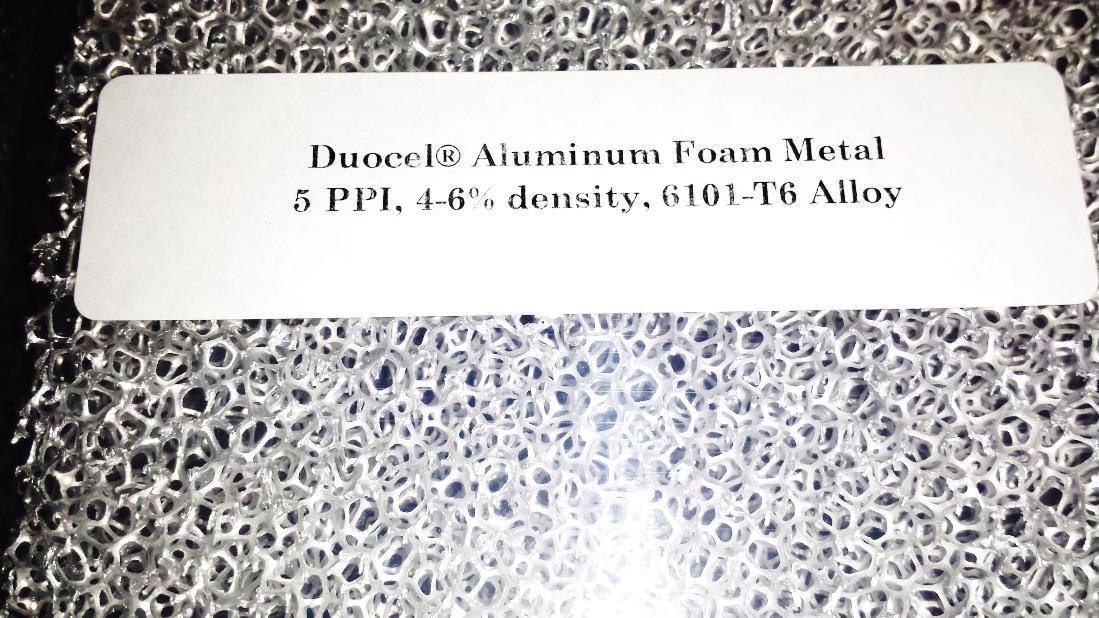 Duocel® Aluminum Foam Metal
5 PPI, 4-6% density, 6101-T6 Alloy